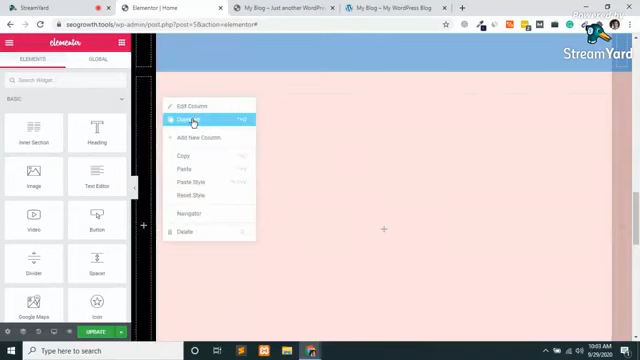 StreamYard
Elementor | Home
My Blog – Just another WordPress
My Blog – My WordPress Blog
seogrowth.tools/wp-admin/post.php?post=5&action=elementor#
Powered by
StreamYard
elementor
ELEMENTS
GLOBAL
Search Widget...
BASIC
Inner Section
Heading
Image
Text Editor
Video
Button
Divider
Spacer
Google Maps
Icon
UPDATE
Edit Column
Add New Column
Copy
Paste
Paste Style
Reset Style
Navigator
Delete
Type here to search
10:03 AM
9/29/2020